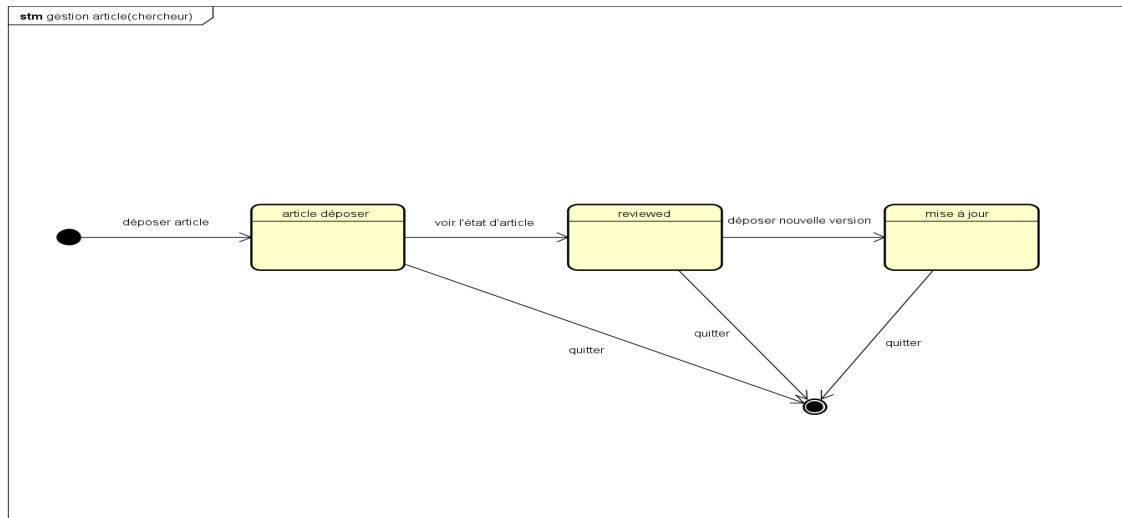 stm gestion article(chercheur)
déposer article
article déposer
voir l'état d'article
reviewed
déposer nouvelle version
mise à jour
quitter
quitter
quitter